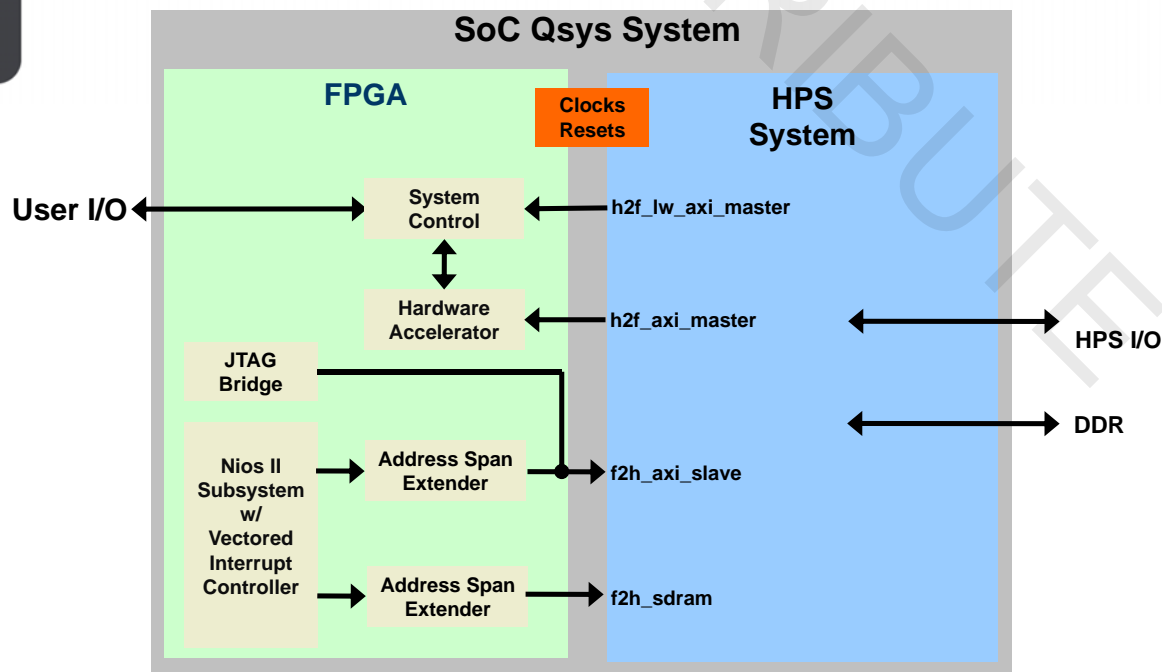 SoC Qsys System
FPGA
Clocks
Resets
HPS
System
User I/O
System
Control
h2f_lw_axi_master
Hardware
Accelerator
h2f_axi_master
HPS I/O
JTAG
Bridge
DDR
Nios II
Subsystem
w/
Vectored
Interrupt
Controller
Address Span
Extender
f2h_axi_slave
Address Span
Extender
f2h_sdram
RIBUTE